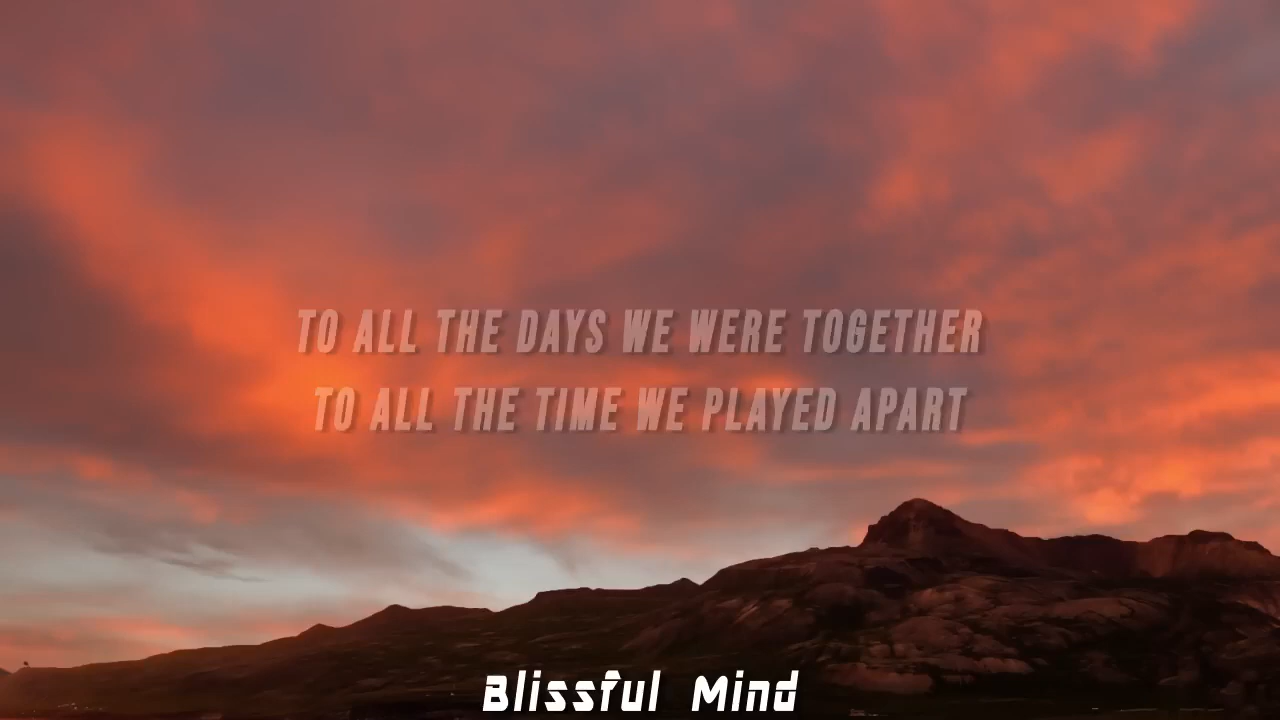 TO ALL THE DAYS WE WERE TOGETHER
TO ALL THE TIME WE PLAYED APART
Blissful Mind